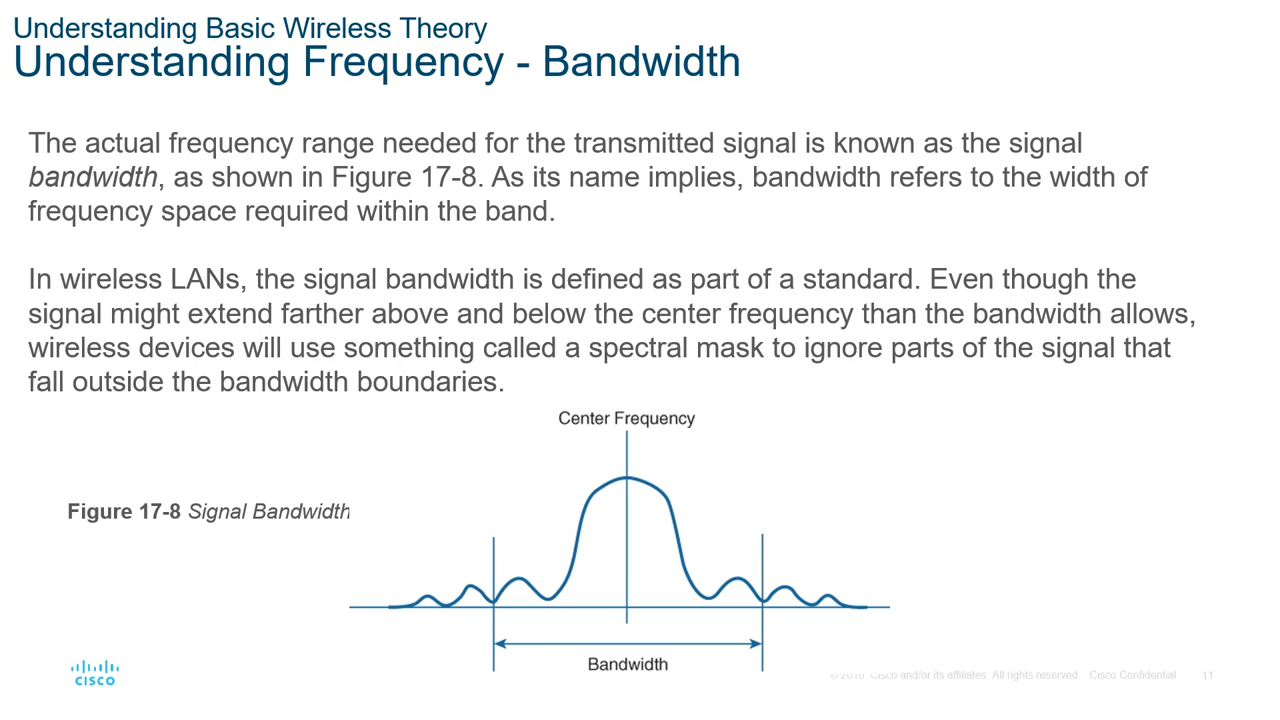 Understanding Basic Wireless Theory
Understanding Frequency - Bandwidth
The actual frequency range needed for the transmitted signal is known as the signal
bandwidth, as shown in Figure 17-8. As its name implies, bandwidth refers to the width of
frequency space required within the band.
In wireless LANs, the signal bandwidth is defined as part of a standard. Even though the
signal might extend farther above and below the center frequency than the bandwidth allows,
wireless devices will use something called a spectral mask to ignore parts of the signal that
fall outside the bandwidth boundaries.
Center Frequency
Figure 17-8 Signal Bandwidth
Bandwidth
CISCO
© 2016 Cisco and/or its affiliates. All rights reserved. Cisco Confidential
11